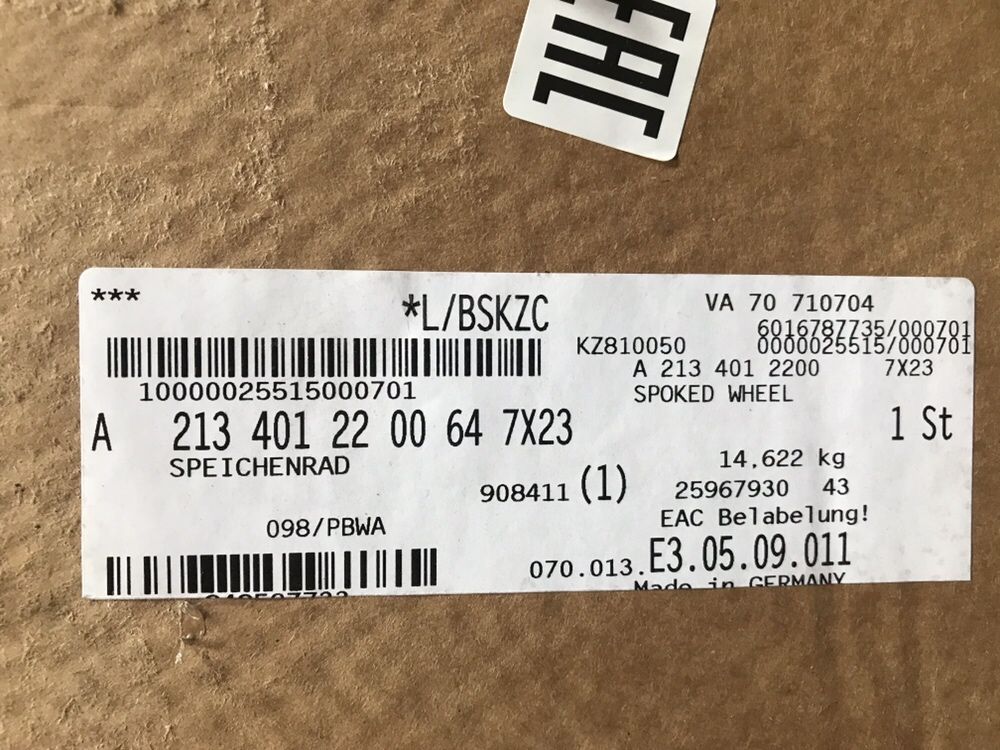 EAC
***
*L/BSKZC
VA 70 710704
6016787735/000701
KZ810050
0000025515/000701
10000025515000701
A 213 401 2200 7X23
SPOKED WHEEL
A 213 401 22 00 64 7X23
1 St
SPEICHENRAD
14,622 kg
908411 (1)
25967930 43
098/PBWA
EAC Belabelung!
070.013.E3.05.09.011
Made in GERMANY